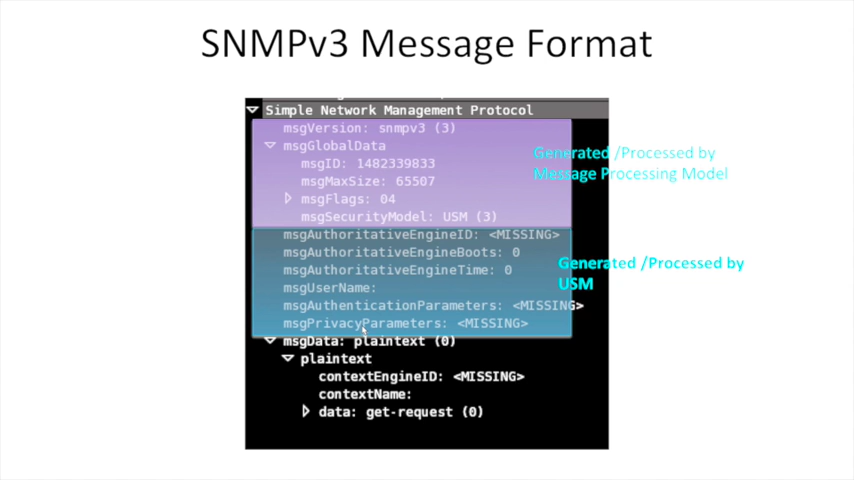 SNMPv3 Message Format
Simple Network Management Protocol
msgVersion: snmpv3 (3)
msgGlobalData
msgID: 1482339833
msgMaxSize: 65507
msgFlags: 04
msgSecurityModel: USM (3)
Generated /Processed by
Message Processing Model
msgAuthoritativeEngineID: <MISSING>
msgAuthoritativeEngineBoots: 0
msgAuthoritativeEngineTime: 0
msgUserName:
msgAuthenticationParameters: <MISSING>
msgPrivacyParameters: <MISSING>
Generated /Processed by
USM
msgData: plaintext (0)
plaintext
contextEngineID: <MISSING>
contextName:
data: get-request (0)